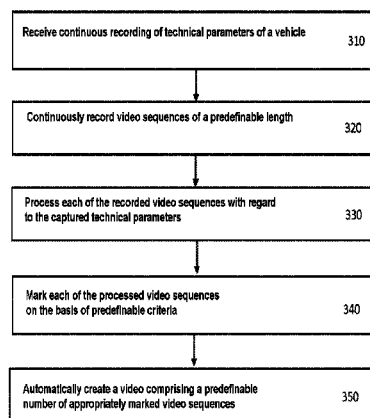 Receive continuous recording of technical parameters of a vehicle 310
Continuously record video sequences of a predefinable length
320
Process each of the recorded video sequences with regard
to the captured technical parameters 330
Mark each of the processed video sequences
on the basis of predefinable criteria 340
Automatically create a video comprising a predefinable
number of appropriately marked video sequences 350